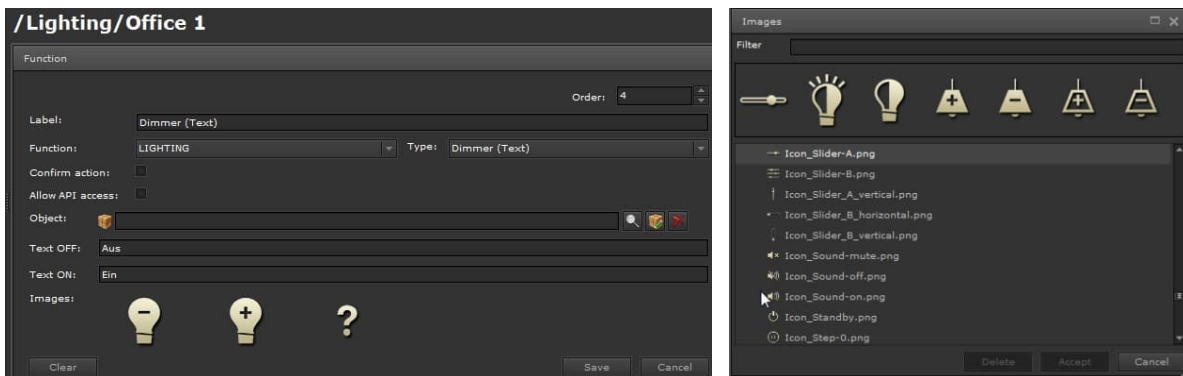 /Lighting/Office 1
Function
Order: 4
Label: Dimmer (Text)
Function: LIGHTING Type: Dimmer (Text)
Confirm action:
Allow API access:
Object:
Text OFF: Aus
Text ON: Ein
Images:
Clear Save Cancel
Images
Filter
Icon_Slider-A.png
Icon_Slider-B.png
Icon_Slider_A_vertical.png
Icon_Slider_B_horizontal.png
Icon_Slider_B_vertical.png
Icon_Sound-mute.png
Icon_Sound-off.png
Icon_Sound-on.png
Icon_Standby.png
Icon_Step-0.png
Delete Accept Cancel